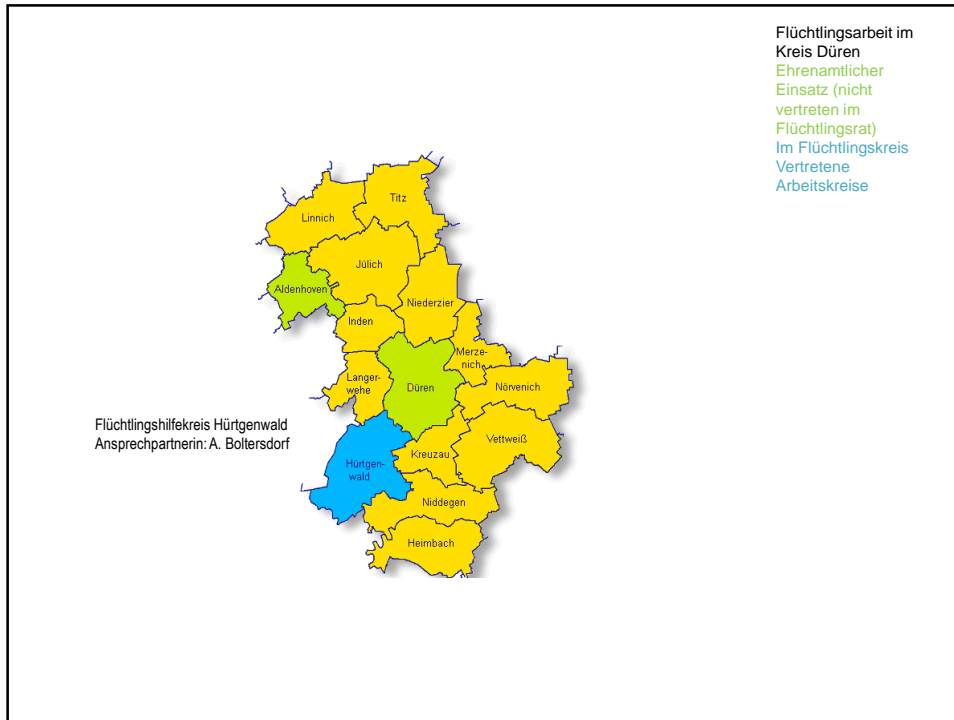 Flüchtlingsarbeit im
Kreis Düren
Ehrenamtlicher
Einsatz (nicht
vertreten im
Flüchtlingsrat)
Im Flüchtlingskreis
Vertretene
Arbeitskreise
Titz
Linnich
Jülich
Aldenhoven
Niederzier
Inden
Merze-
nich
Langer-
wehe
Düren
Nörvenich
Flüchtlingshilfekreis Hürtgenwald
Ansprechpartnerin: A. Boltersdorf
Vettweiß
Kreuzau
Hürtgen-
wald
Niddegen
Heimbach